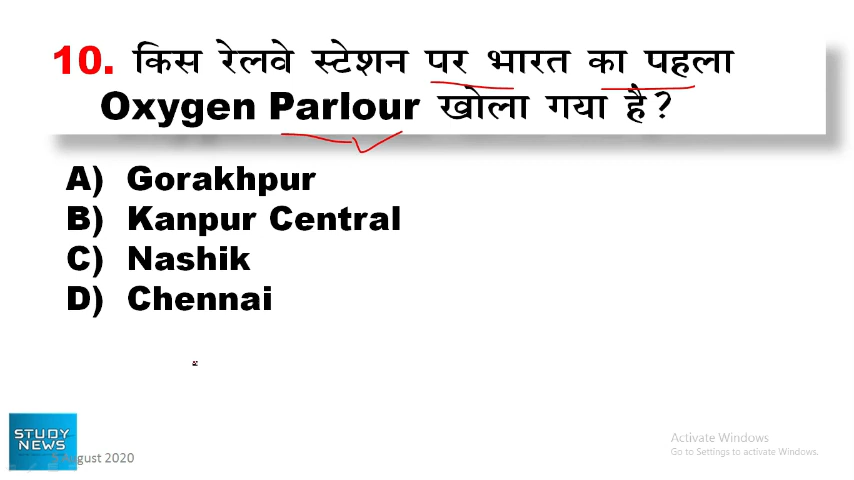 10. किस रेलवे स्टेशन पर भारत का पहला
Oxygen Parlour खोला गया है?
A) Gorakhpur
B) Kanpur Central
C) Nashik
D) Chennai
STUDY
NEWS
August 2020
Activate Windows
Go to Settings to activate Windows.